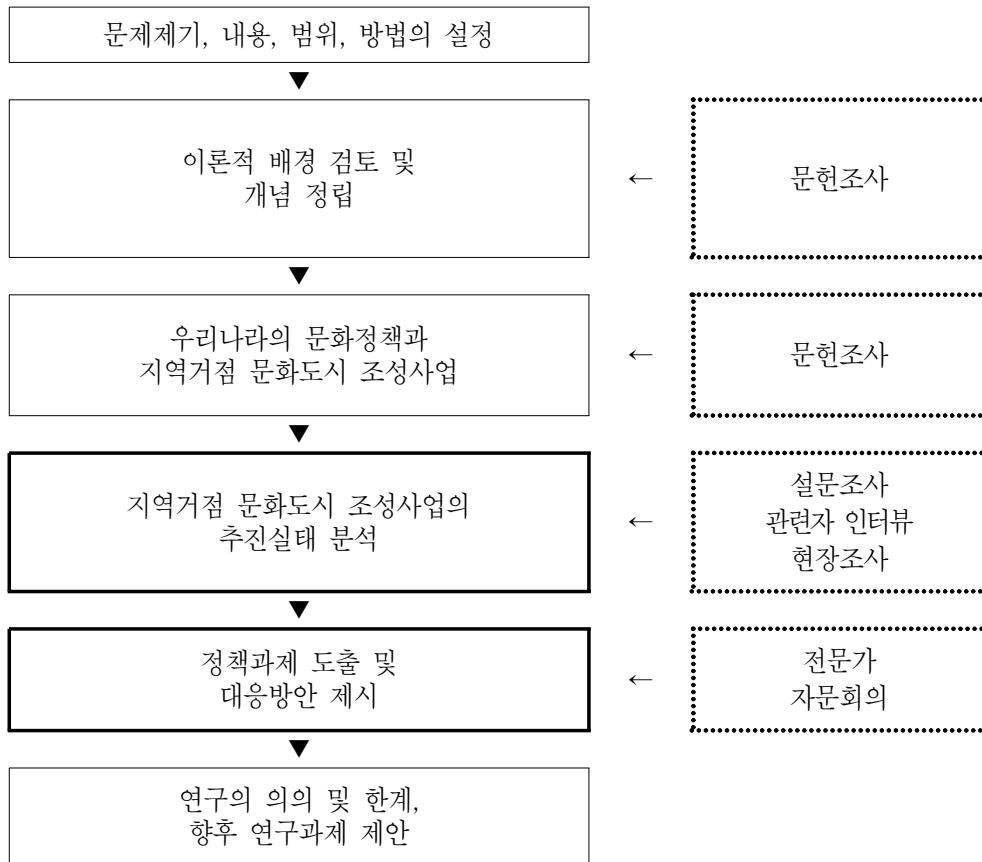 문제제기, 내용, 범위, 방법의 설정
▼
이론적 배경 검토 및
개념 정립
←
문헌조사
▼
우리나라의 문화정책과
지역거점 문화도시 조성사업
←
문헌조사
▼
지역거점 문화도시 조성사업의
추진실태 분석
←
설문조사
관련자 인터뷰
현장조사
▼
정책과제 도출 및
대응방안 제시
←
전문가
자문회의
▼
연구의 의의 및 한계,
향후 연구과제 제안